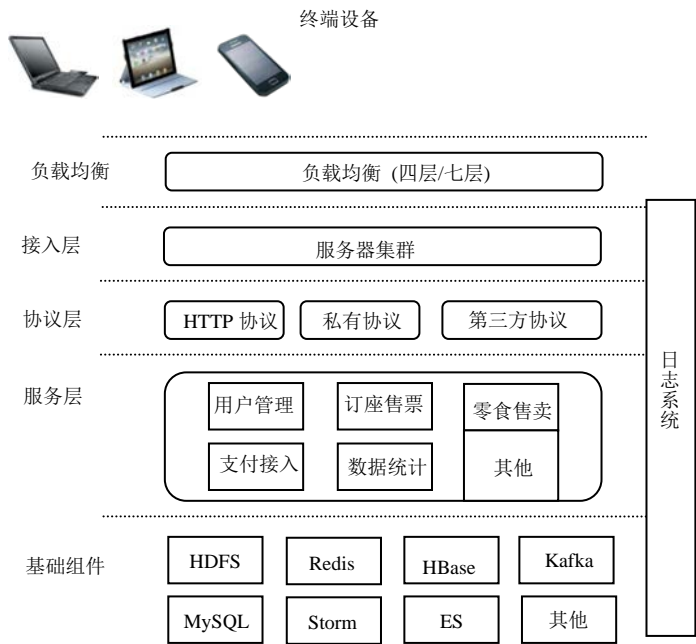 终端设备
负载均衡
负载均衡 (四层/七层)
接入层
服务器集群
协议层
HTTP 协议
私有协议
第三方协议
服务层
用户管理
订座售票
零食售卖
支付接入
数据统计
其他
基础组件
HDFS
Redis
HBase
Kafka
MySQL
Storm
ES
其他
日志系统